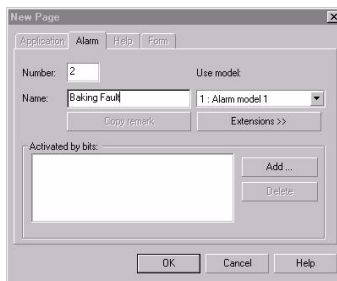 New Page
Application Alarm Help Form
Number: 2 Use model:
Name: Baking Fault 1 : Alarm model 1
Copy remark Extensions >>
Activated by bits:
Add ...
Delete
OK Cancel Help